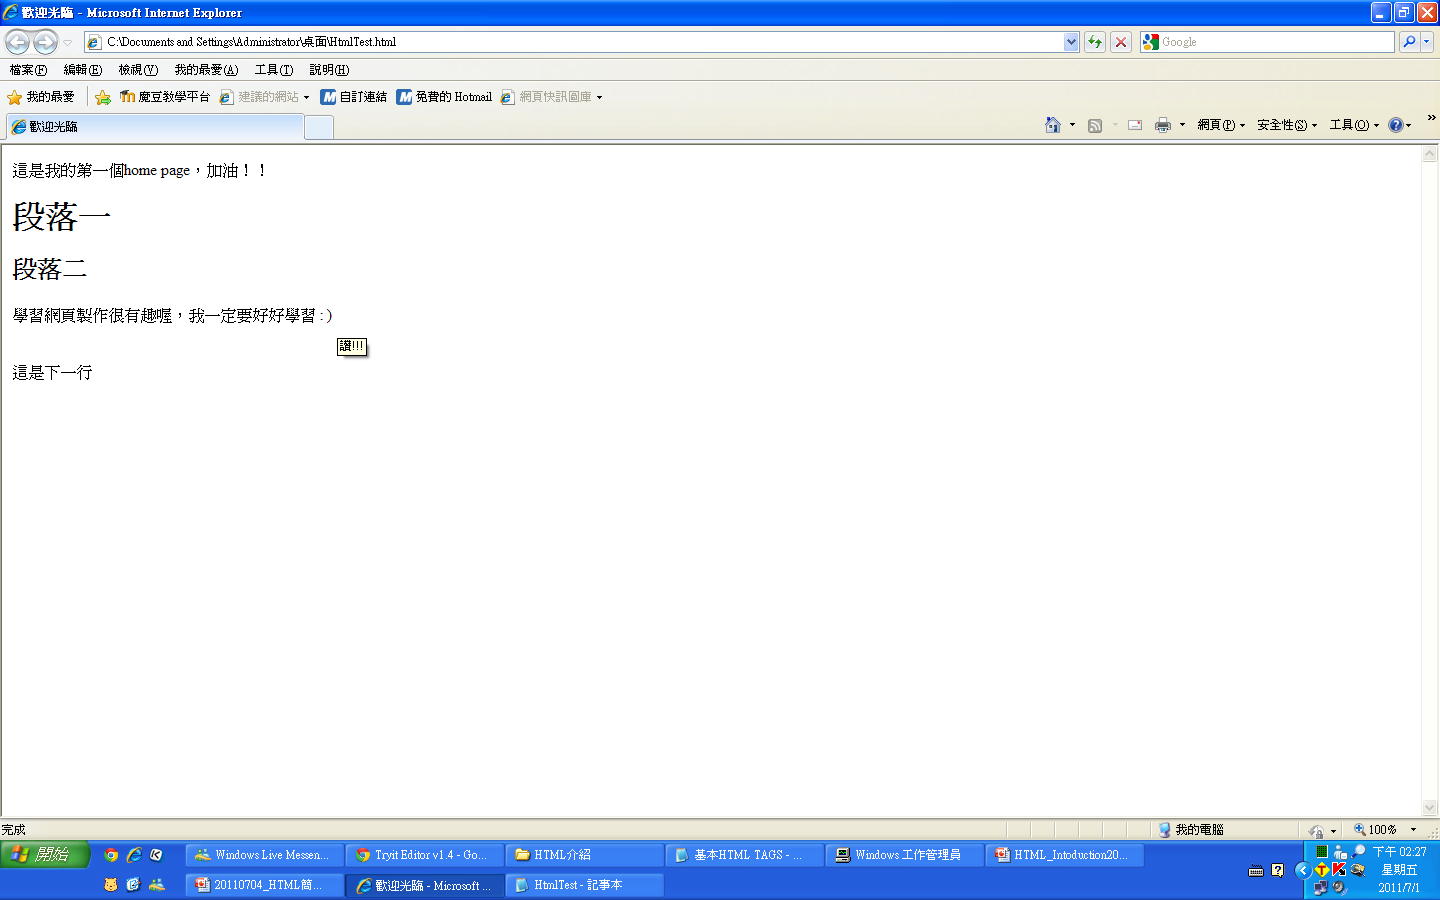 歡迎光臨 - Microsoft Internet Explorer
C:\Documents and Settings\Administrator\桌面\HtmlTest.html
Google
檔案(F) 編輯(E) 檢視(V) 我的最愛(A) 工具(T) 說明(H)
我的最愛 魔豆教學平台 建議的網站 自訂連結 免費的 Hotmail 網頁快訊圖庫
歡迎光臨
網頁(P) 安全性(S) 工具(O)
這是我的第一個home page，加油！！
段落一
段落二
學習網頁製作很有趣喔，我一定要好好學習 : )
讚!!!
這是下一行
完成
我的電腦
100%
開始
Windows Live Messen... Tryit Editor v1.4 - Go... HTML介紹 基本HTML TAGS - ... Windows 工作管理員 HTML_Intoduction20...
20110704_HTML簡... 歡迎光臨 - Microsoft ... HtmlTest - 記事本
下午 02:27
星期五
2011/7/1